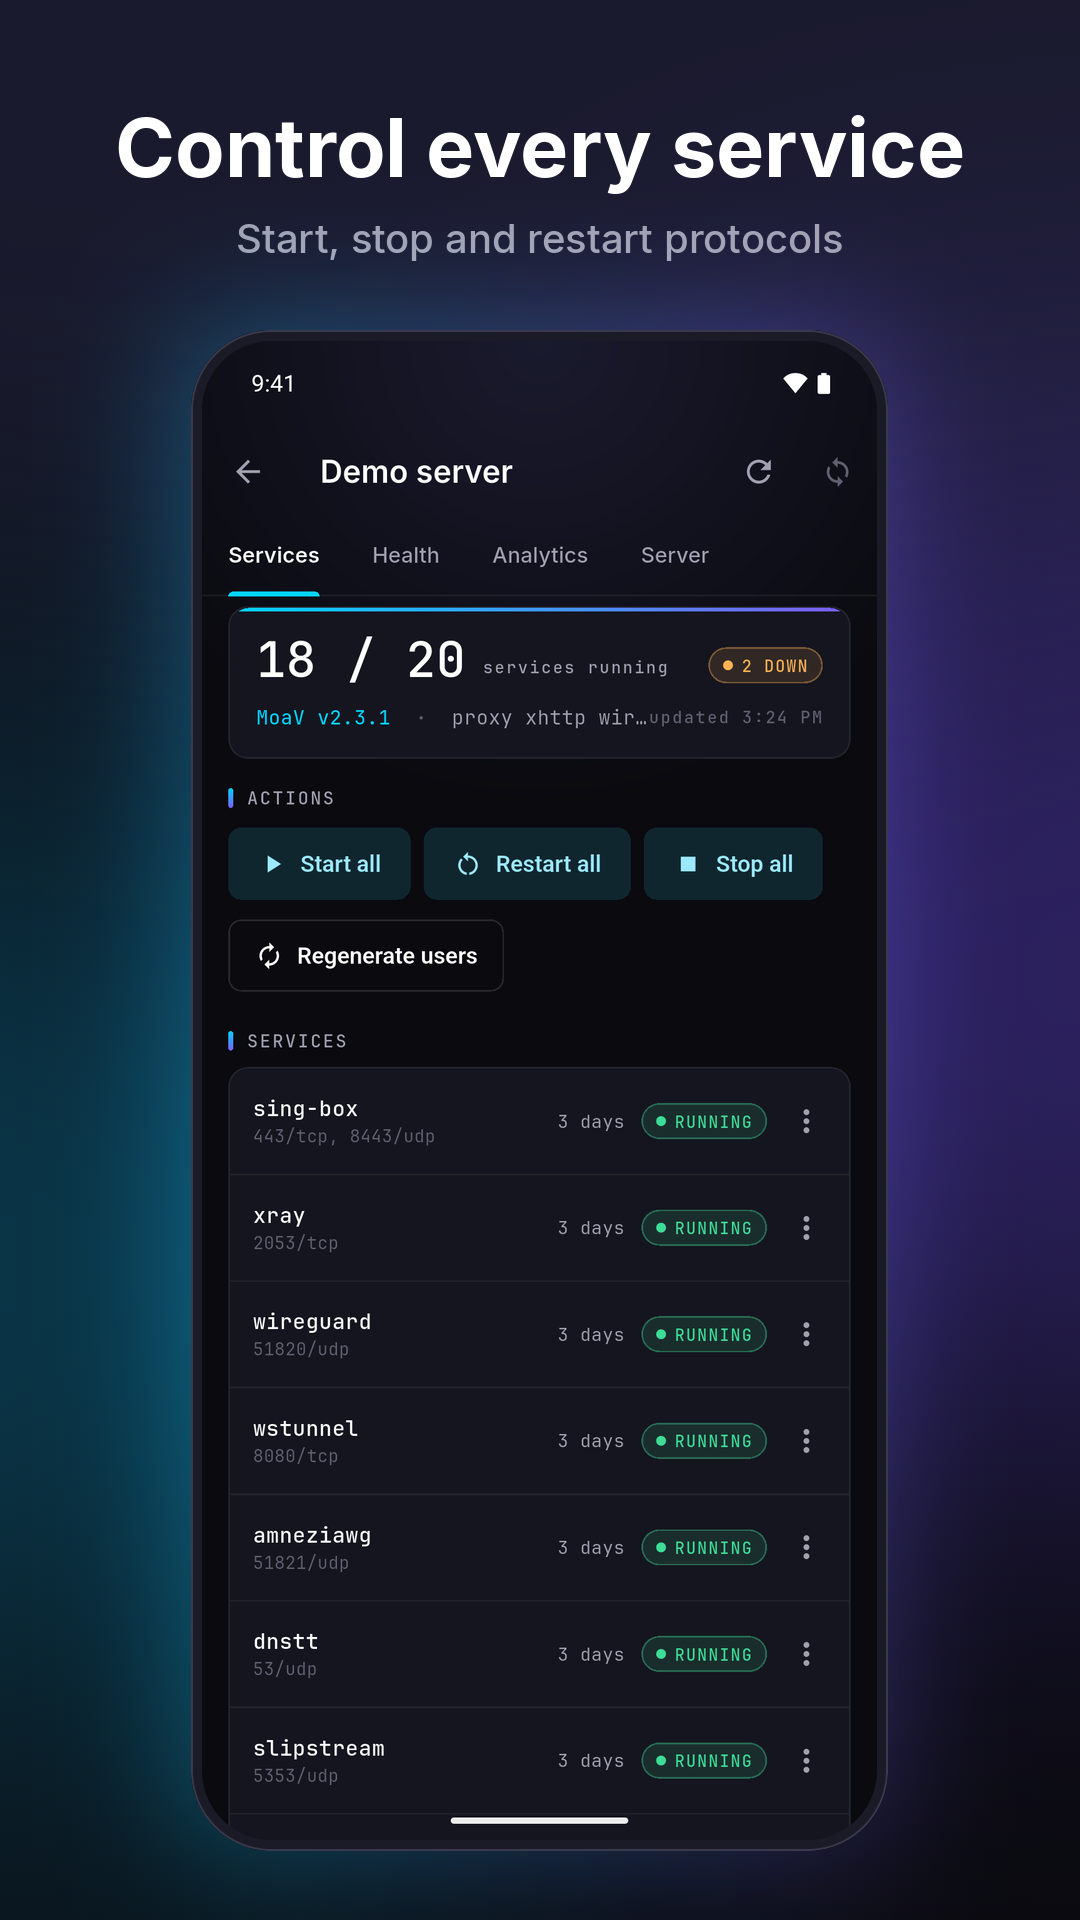 Control every service
Start, stop and restart protocols
9:41
Demo server
Services Health Analytics Server
18 / 20 services running 2 DOWN
MoaV v2.3.1 · proxy xhttp wir… updated 3:24 PM
ACTIONS
Start all Restart all Stop all
Regenerate users
SERVICES
sing-box 3 days RUNNING
443/tcp, 8443/udp
xray 3 days RUNNING
2053/tcp
wireguard 3 days RUNNING
51820/udp
wstunnel 3 days RUNNING
8080/tcp
amneziawg 3 days RUNNING
51821/udp
dnstt 3 days RUNNING
53/udp
slipstream 3 days RUNNING
5353/udp